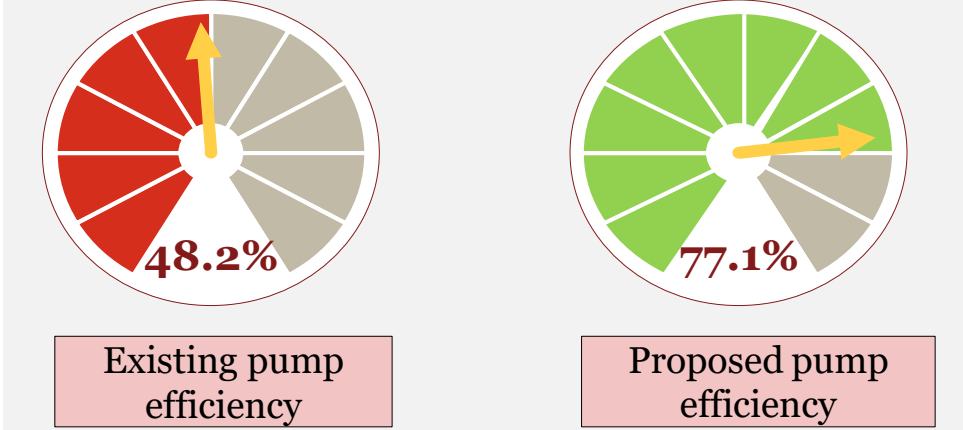 48.2%
77.1%
Existing pump
efficiency
Proposed pump
efficiency